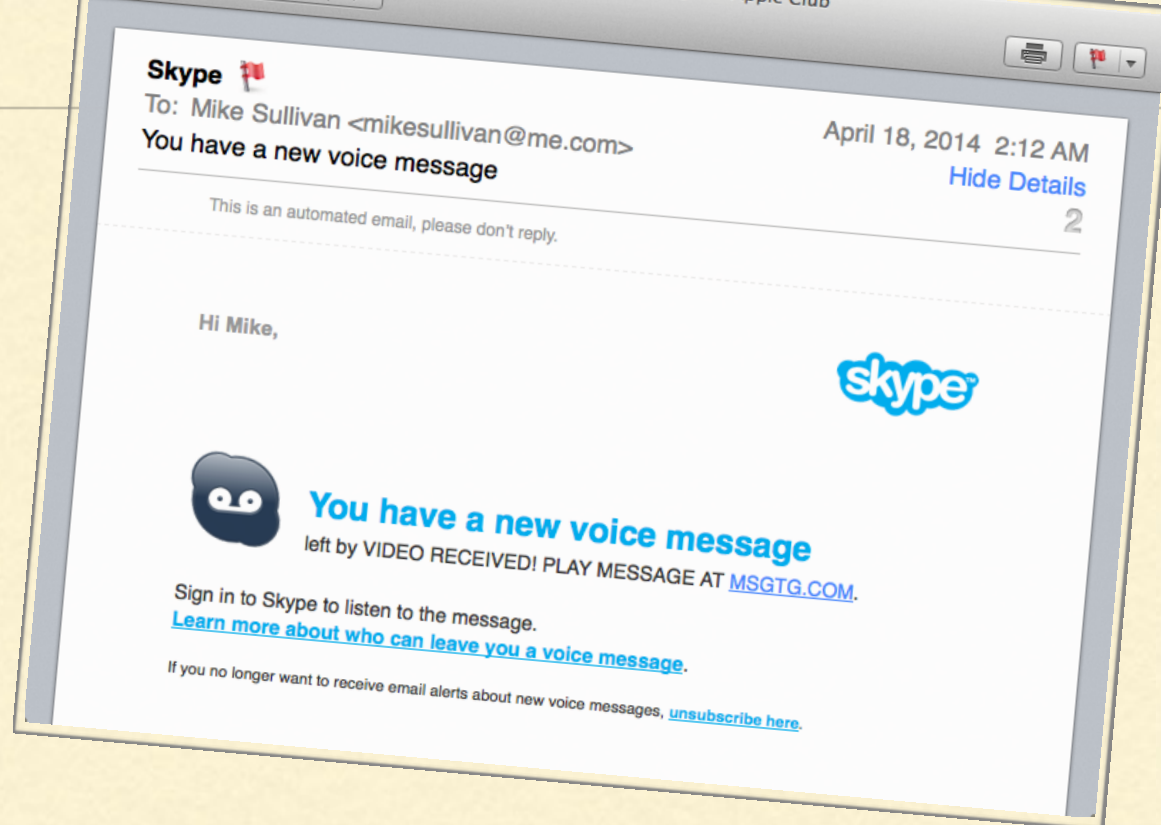 Apple Club
Skype
To: Mike Sullivan <mikesullivan@me.com>
April 18, 2014 2:12 AM
You have a new voice message
Hide Details
2
This is an automated email, please don't reply.
Hi Mike,
skype™
You have a new voice message
left by VIDEO RECEIVED! PLAY MESSAGE AT MSGTG.COM.
Sign in to Skype to listen to the message.
Learn more about who can leave you a voice message.
If you no longer want to receive email alerts about new voice messages, unsubscribe here.